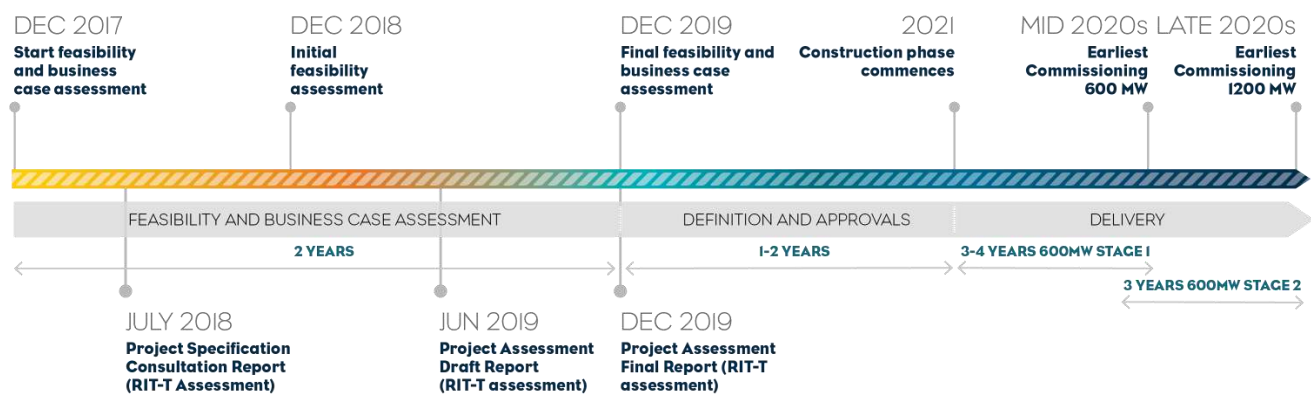 DEC 2017
Start feasibility
and business
case assessment
DEC 2018
Initial
feasibility
assessment
DEC 2019
Final feasibility and
business case
assessment
2021
Construction phase
commences
MID 2020s
Earliest
Commissioning
600 MW
LATE 2020s
Earliest
Commissioning
1200 MW
FEASIBILITY AND BUSINESS CASE ASSESSMENT
DEFINITION AND APPROVALS
DELIVERY
2 YEARS
1-2 YEARS
3-4 YEARS 600MW STAGE 1
3 YEARS 600MW STAGE 2
JULY 2018
Project Specification
Consultation Report
(RIT-T Assessment)
JUN 2019
Project Assessment
Draft Report
(RIT-T assessment)
DEC 2019
Project Assessment
Final Report (RIT-T
assessment)